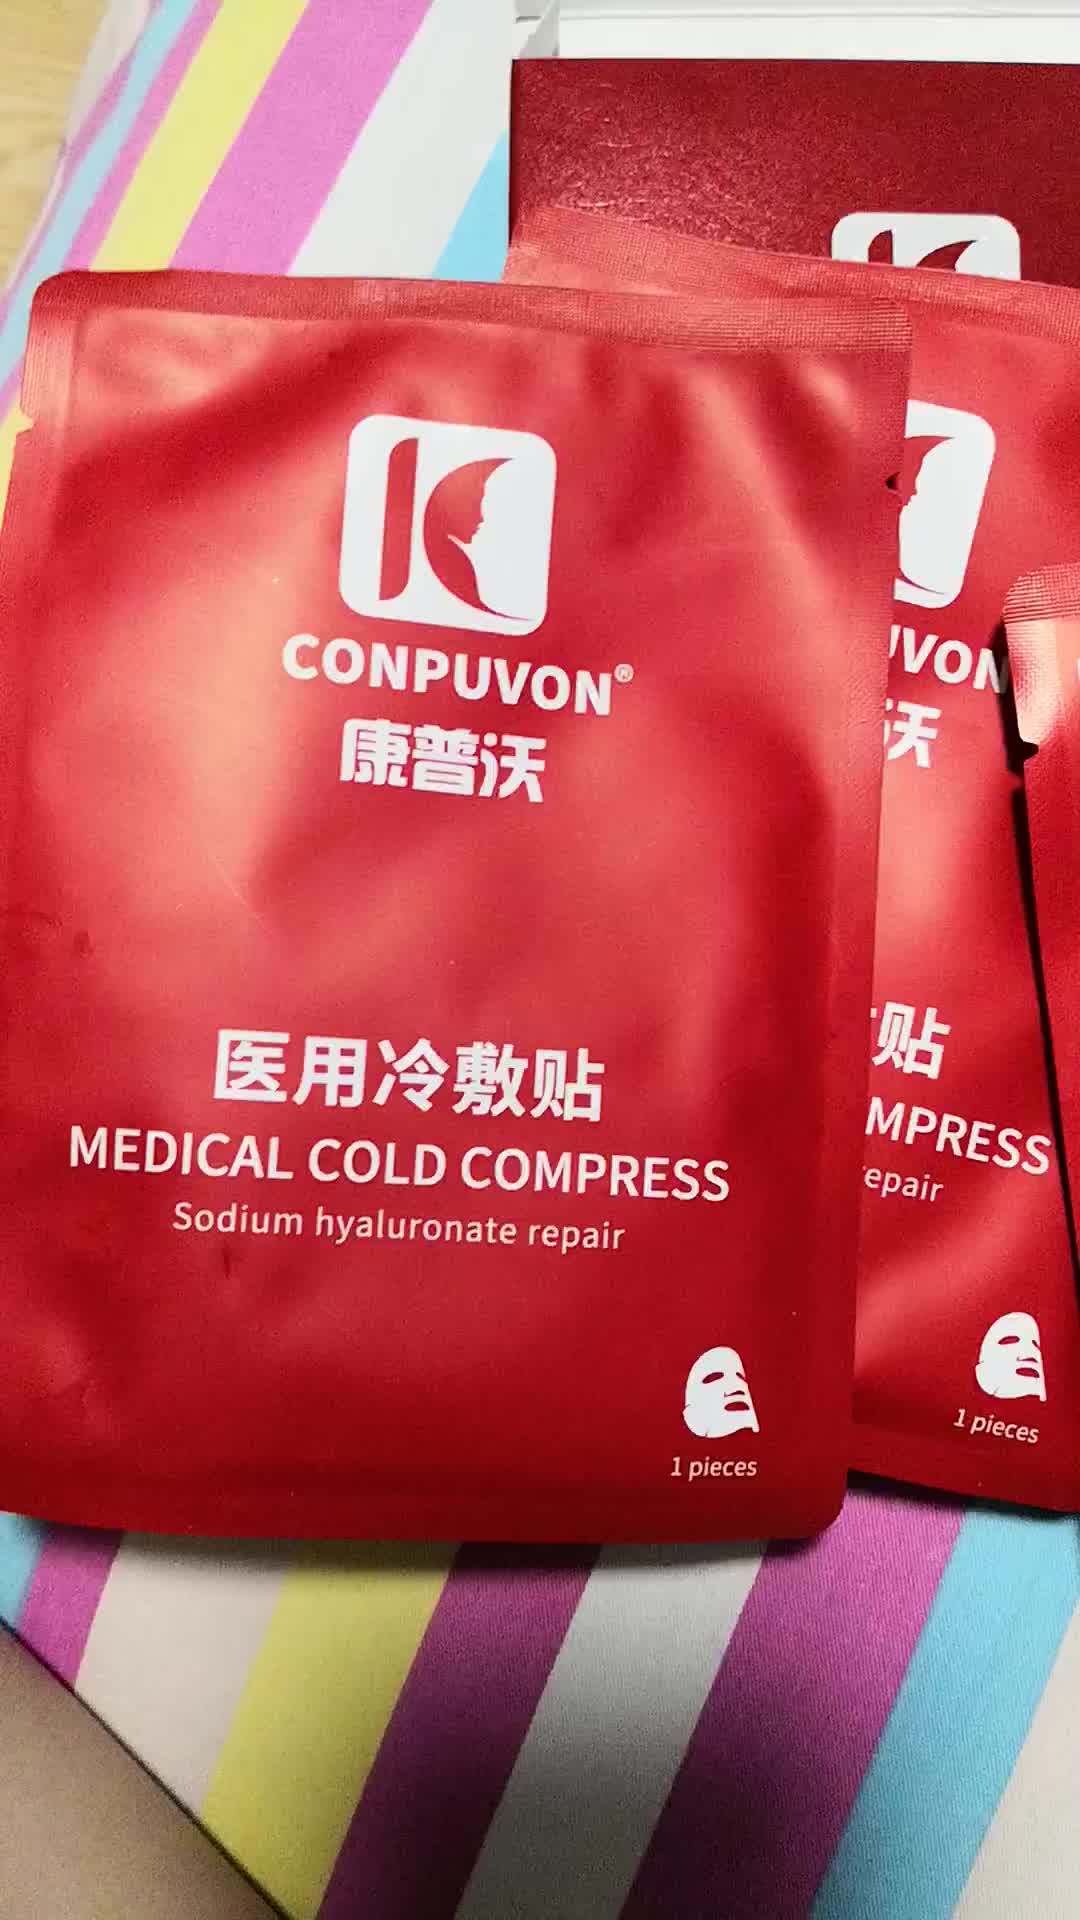 CONPUVON®
康普沃
医用冷敷贴
MEDICAL COLD COMPRESS
Sodium hyaluronate repair
1 pieces
UVON
沃
贴
MPRESS
epair
1 pieces